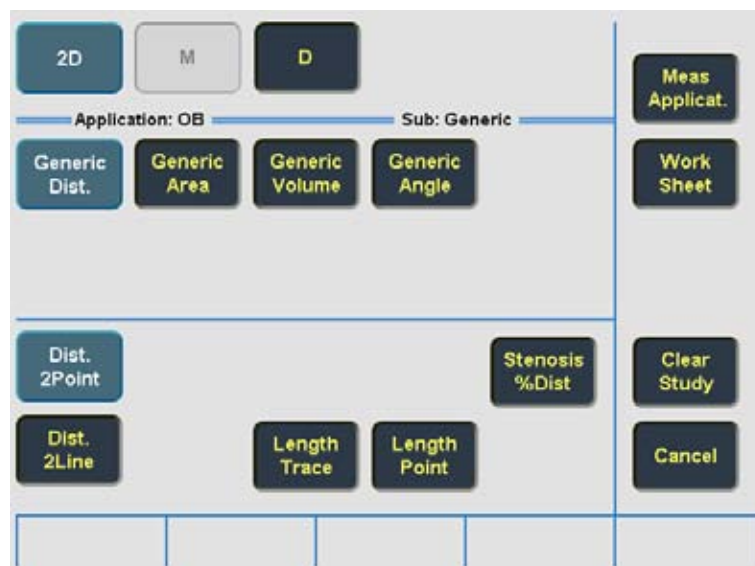 2D
M
D
Meas
Applicat.
Application: OB
Sub: Generic
Generic
Dist.
Generic
Area
Generic
Volume
Generic
Angle
Work
Sheet
Dist.
2Point
Stenosis
%Dist
Clear
Study
Dist.
2Line
Length
Trace
Length
Point
Cancel